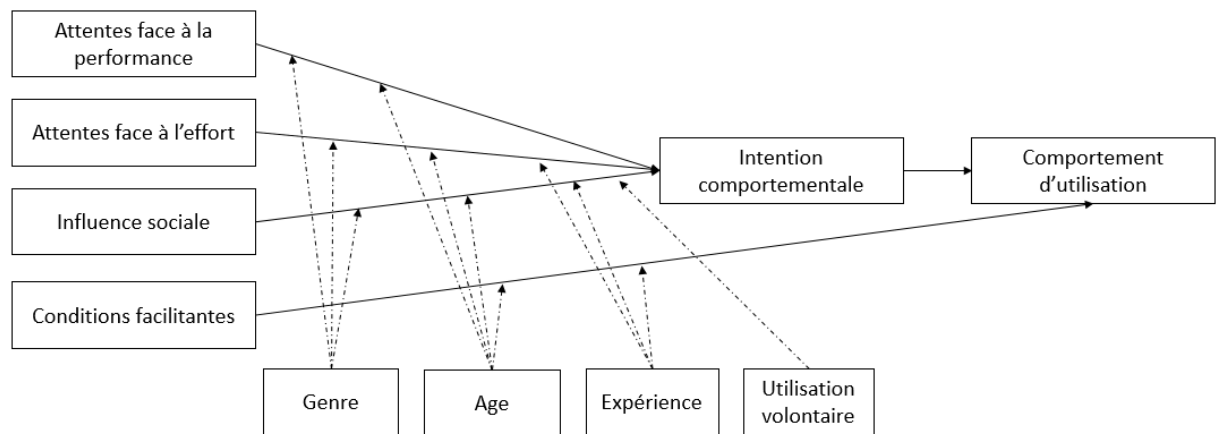 Attentes face à la
performance
Attentes face à l’effort
Influence sociale
Conditions facilitantes
Intention
comportementale
Comportement
d’utilisation
Genre
Age
Expérience
Utilisation
volontaire